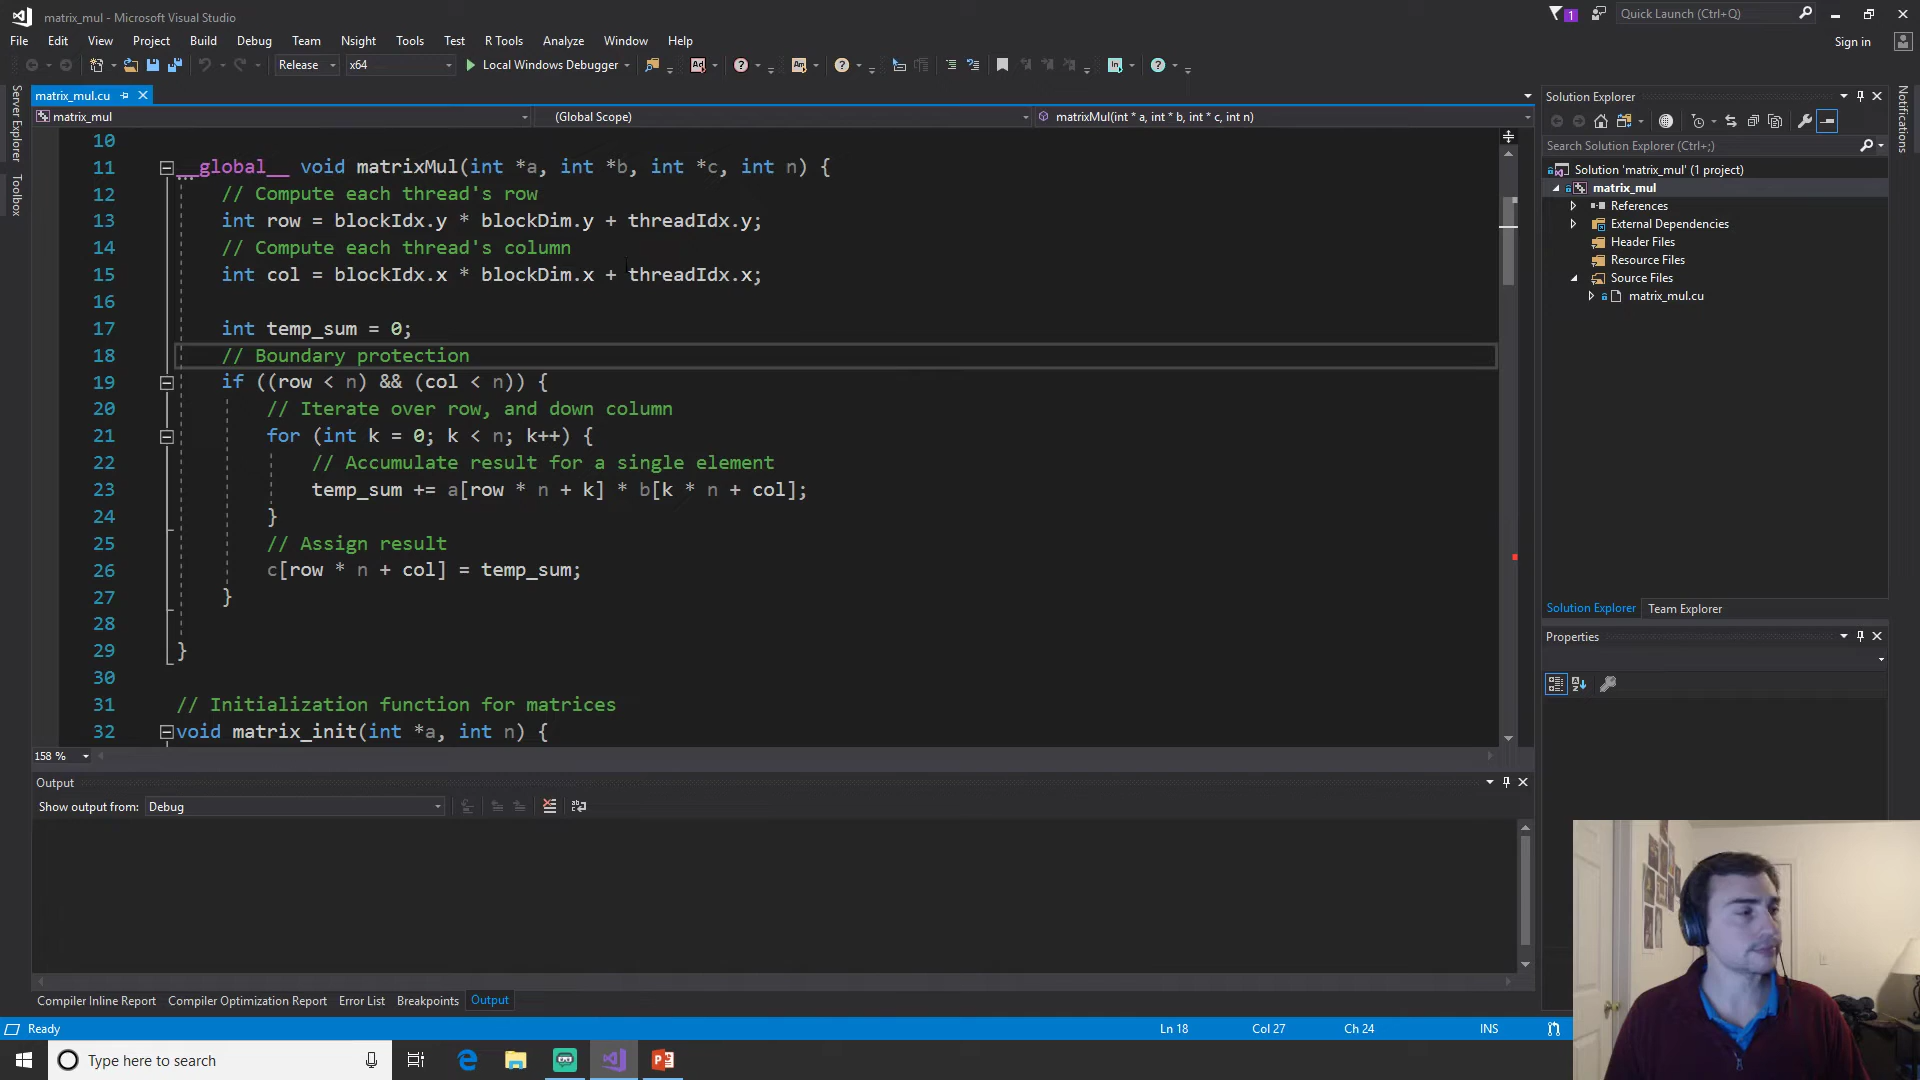 matrix_mul - Microsoft Visual Studio
1
Quick Launch (Ctrl+Q)
File Edit View Project Build Debug Team Nsight Tools Test R Tools Analyze Window Help
Sign in
Release x64 Local Windows Debugger
matrix_mul.cu
matrix_mul (Global Scope) matrixMul(int * a, int * b, int * c, int n)
10
11 __global__ void matrixMul(int *a, int *b, int *c, int n) {
12 // Compute each thread's row
13 int row = blockIdx.y * blockDim.y + threadIdx.y;
14 // Compute each thread's column
15 int col = blockIdx.x * blockDim.x + threadIdx.x;
16
17 int temp_sum = 0;
18 // Boundary protection
19 if ((row < n) && (col < n)) {
20 // Iterate over row, and down column
21 for (int k = 0; k < n; k++) {
22 // Accumulate result for a single element
23 temp_sum += a[row * n + k] * b[k * n + col];
24 }
25 // Assign result
26 c[row * n + col] = temp_sum;
27 }
28
29 }
30
31 // Initialization function for matrices
32 void matrix_init(int *a, int n) {
158 %
Server Explorer
Toolbox
Output
Show output from: Debug
Compiler Inline Report Compiler Optimization Report Error List Breakpoints Output
Solution Explorer
Search Solution Explorer (Ctrl+;)
Solution 'matrix_mul' (1 project)
matrix_mul
References
External Dependencies
Header Files
Resource Files
Source Files
matrix_mul.cu
Solution Explorer Team Explorer
Properties
Notifications
Ready Ln 18 Col 27 Ch 24 INS
Type here to search